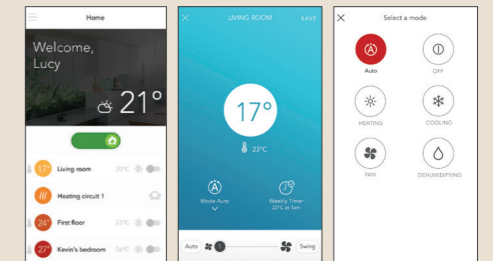 Home
Welcome,
Lucy
21°
17° Living room 20°C
Heating circuit 1
24° First floor 23°C
27° Kevin's bedroom 26°C
LIVING ROOM SAVE
17°
23°C
Mode Auto
Weekly Timer
23°C at 1am
Auto 1 Swing
Select a mode
Auto
OFF
HEATING
COOLING
FAN
DEHUMIDIFYING